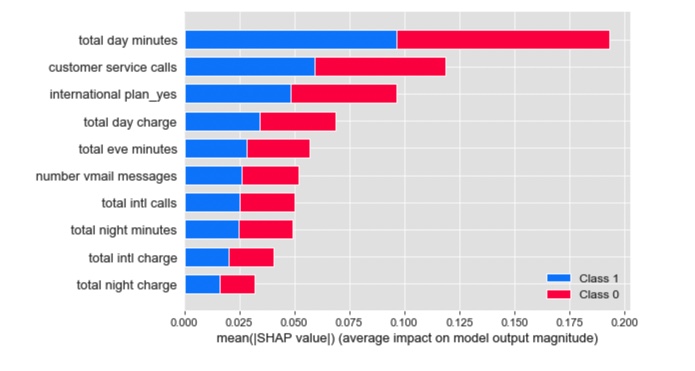 total day minutes
customer service calls
international plan_yes
total day charge
total eve minutes
number vmail messages
total intl calls
total night minutes
total intl charge
total night charge
Class 1
Class 0
0.000 0.025 0.050 0.075 0.100 0.125 0.150 0.175 0.200
mean(|SHAP value|) (average impact on model output magnitude)